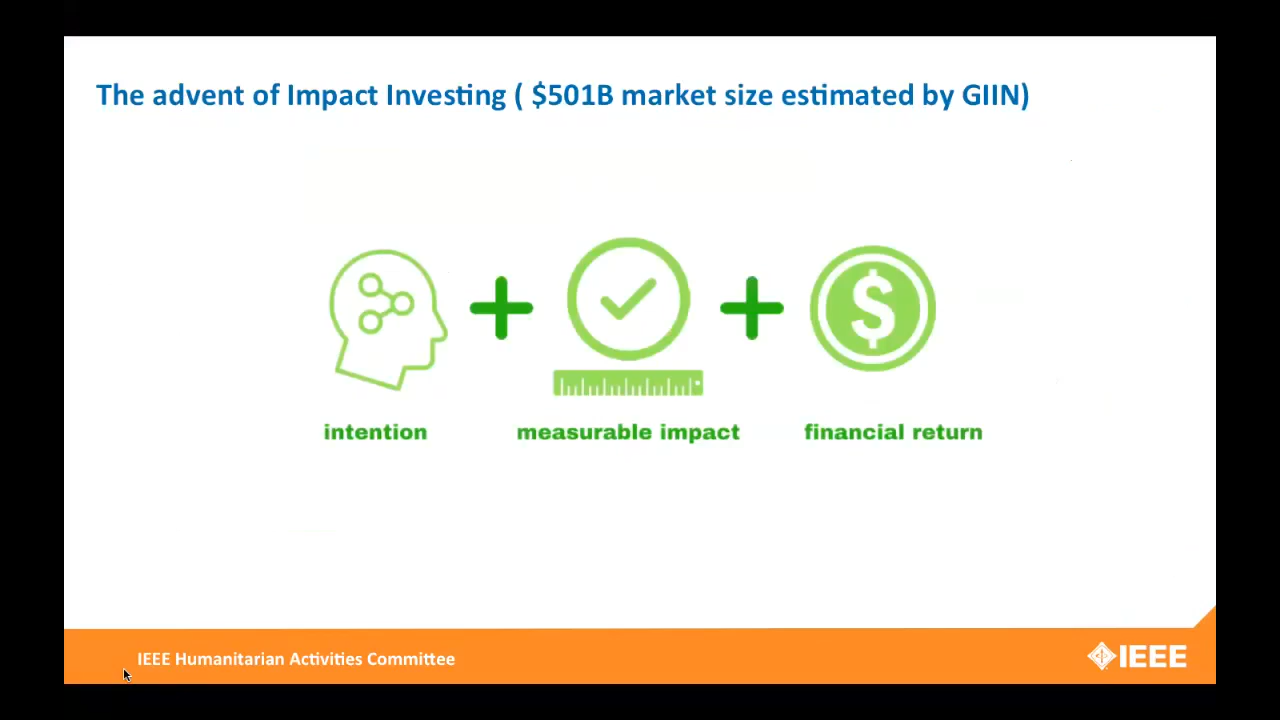 The advent of Impact Investing ( $501B market size estimated by GIIN)
intention
measurable impact
financial return
IEEE Humanitarian Activities Committee
IEEE